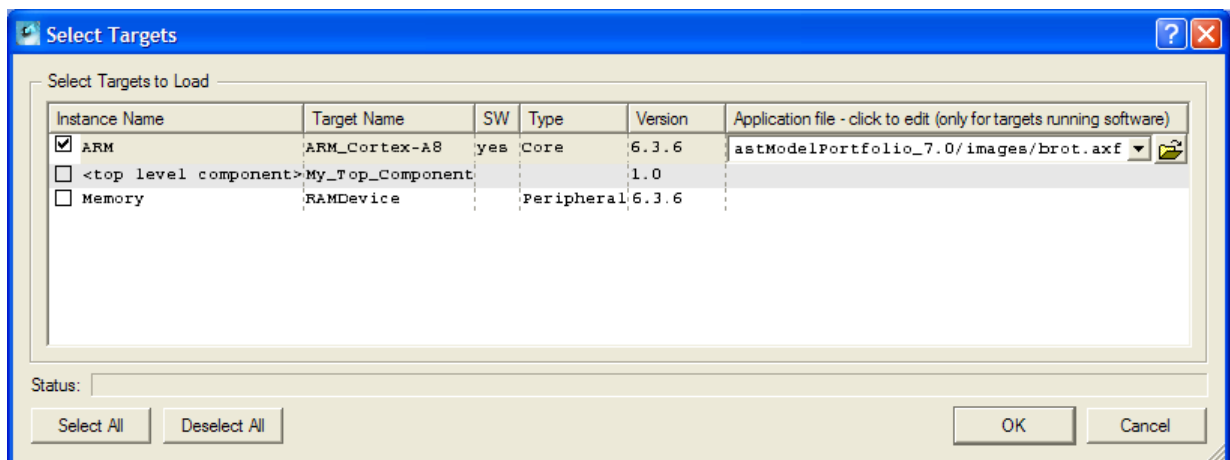 Select Targets
Select Targets to Load
Instance Name Target Name SW Type Version Application file - click to edit (only for targets running software)
ARM ARM_Cortex-A8 yes Core 6.3.6 astModelPortfolio_7.0/images/brot.axf
<top level component> My_Top_Component 1.0
Memory RAMDevice Peripheral 6.3.6
Status:
Select All Deselect All OK Cancel